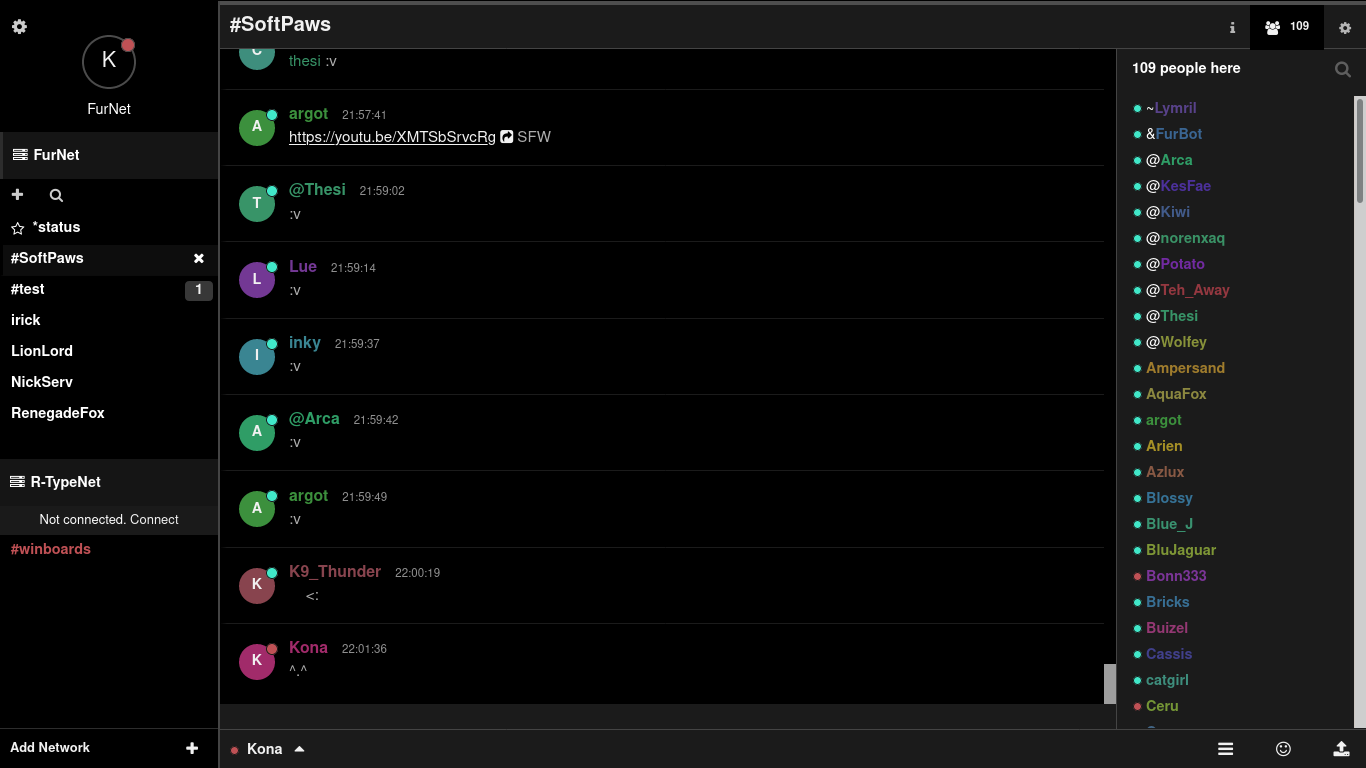 K
FurNet
FurNet
*status
#SoftPaws
#test
1
irick
LionLord
NickServ
RenegadeFox
R-TypeNet
Not connected. Connect
#winboards
Add Network
#SoftPaws
109
C
thesi :v
A
argot 21:57:41
https://youtu.be/XMTSbSrvcRg SFW
T
@Thesi 21:59:02
:v
L
Lue 21:59:14
:v
I
inky 21:59:37
:v
A
@Arca 21:59:42
:v
A
argot 21:59:49
:v
K
K9_Thunder 22:00:19
<:
K
Kona 22:01:36
^.^
Kona
109 people here
~Lymril
&FurBot
@Arca
@KesFae
@Kiwi
@norenxaq
@Potato
@Teh_Away
@Thesi
@Wolfey
Ampersand
AquaFox
argot
Arien
Azlux
Blossy
Blue_J
BluJaguar
Bonn333
Bricks
Buizel
Cassis
catgirl
Ceru